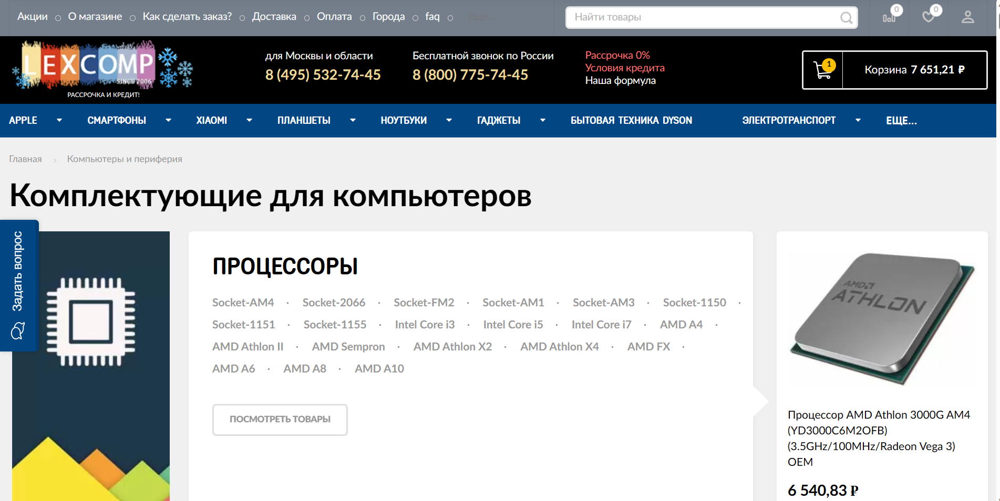 Акции О магазине Как сделать заказ? Доставка Оплата Города faq Еще...
Найти товары
0
0
LEXCOMP
SINCE 2006
РАССРОЧКА И КРЕДИТ!
для Москвы и области
8 (495) 532-74-45
Бесплатной звонок по России
8 (800) 775-74-45
Рассрочка 0%
Условия кредита
Наша формула
1
Корзина 7 651,21 ₽
APPLE СМАРТФОНЫ XIAOMI ПЛАНШЕТЫ НОУТБУКИ ГАДЖЕТЫ БЫТОВАЯ ТЕХНИКА DYSON ЭЛЕКТРОТРАНСПОРТ ЕЩЕ...
Главная > Компьютеры и периферия
Комплектующие для компьютеров
Задать вопрос
ПРОЦЕССОРЫ
Socket-AM4 · Socket-2066 · Socket-FM2 · Socket-AM1 · Socket-AM3 · Socket-1150 ·
Socket-1151 · Socket-1155 · Intel Core i3 · Intel Core i5 · Intel Core i7 · AMD A4 ·
AMD Athlon II · AMD Sempron · AMD Athlon X2 · AMD Athlon X4 · AMD FX ·
AMD A6 · AMD A8 · AMD A10
ПОСМОТРЕТЬ ТОВАРЫ
AMD
ATHLON
Процессор AMD Athlon 3000G AM4
(YD3000C6M2OFB)
(3.5GHz/100MHz/Radeon Vega 3)
OEM
6 540,83 ₽